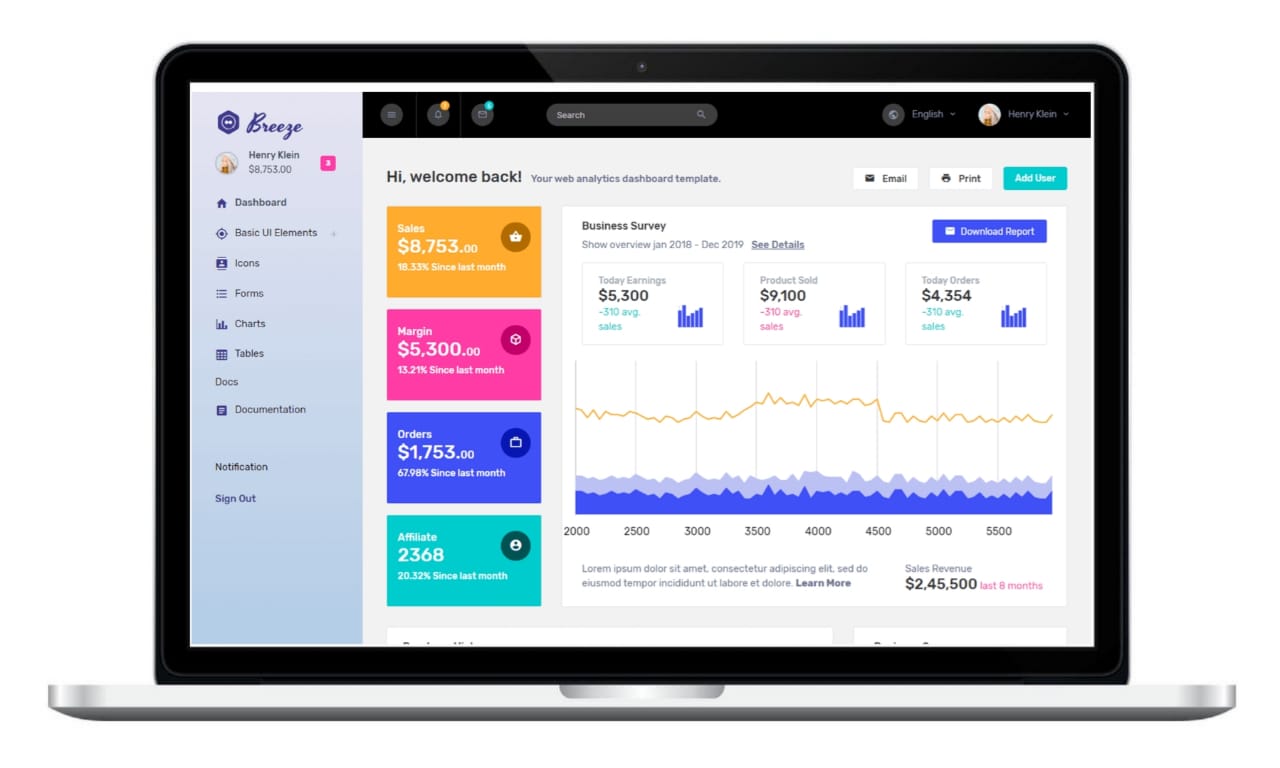 Breeze
Henry Klein
$8,753.00
3
Dashboard
Basic UI Elements +
Icons
Forms
Charts
Tables
Docs
Documentation
Notification
Sign Out
Search
English
Henry Klein
Hi, welcome back! Your web analytics dashboard template.
Email
Print
Add User
Sales
$8,753.00
18.33% Since last month
Margin
$5,300.00
13.21% Since last month
Orders
$1,753.00
67.98% Since last month
Affiliate
2368
20.32% Since last month
Business Survey
Show overview jan 2018 - Dec 2019 See Details
Download Report
Today Earnings
$5,300
-310 avg.
sales
Product Sold
$9,100
-310 avg.
sales
Today Orders
$4,354
-310 avg.
sales
2000 2500 3000 3500 4000 4500 5000 5500
Lorem ipsum dolor sit amet, consectetur adipiscing elit, sed do
eiusmod tempor incididunt ut labore et dolore. Learn More
Sales Revenue
$2,45,500 last 8 months